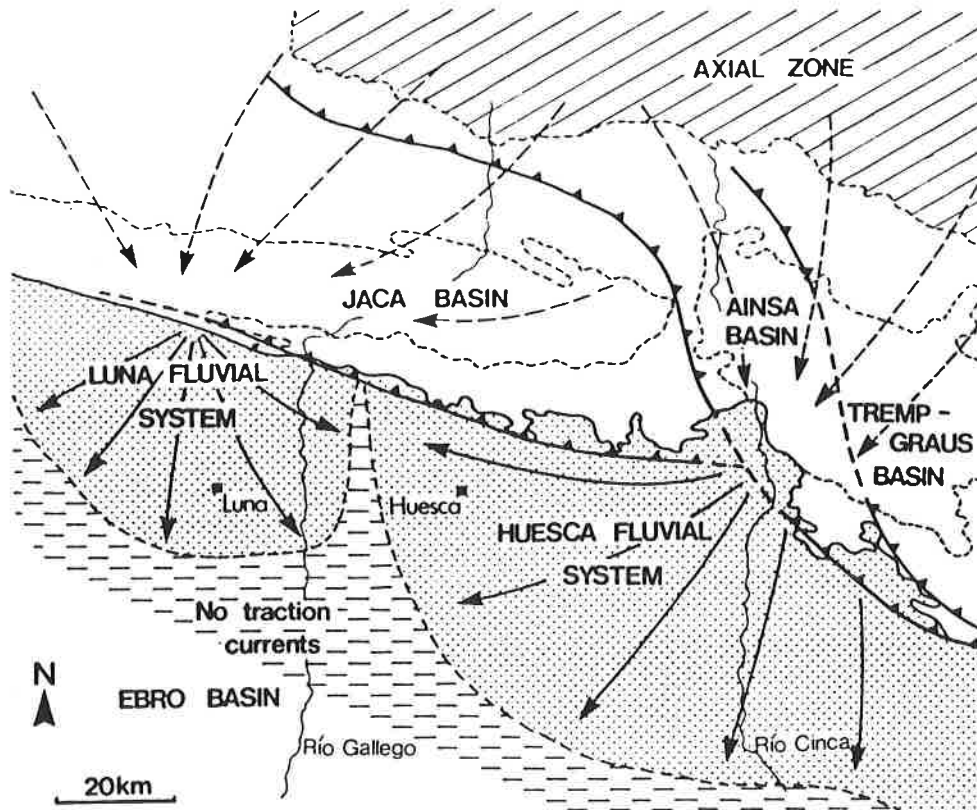 AXIAL ZONE
JACA BASIN
AINSA
BASIN
LUNA FLUVIAL
SYSTEM
TREMP-
GRAUS
BASIN
Luna
Huesca
HUESCA FLUVIAL
SYSTEM
No traction
currents
N
EBRO BASIN
Río Gallego
Río Cinca
20km